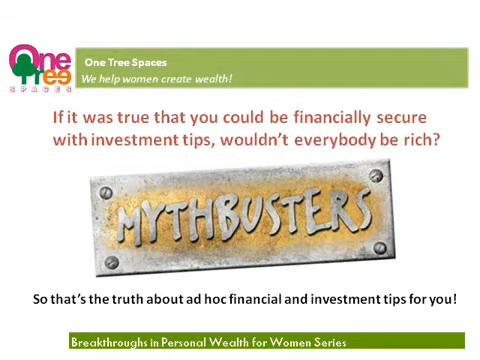 One
Tree
SPACES
One Tree Spaces
We help women create wealth!
If it was true that you could be financially secure
with investment tips, wouldn't everybody be rich?
MYTHBUSTERS
So that's the truth about ad hoc financial and investment tips for you!
Breakthroughs in Personal Wealth for Women Series